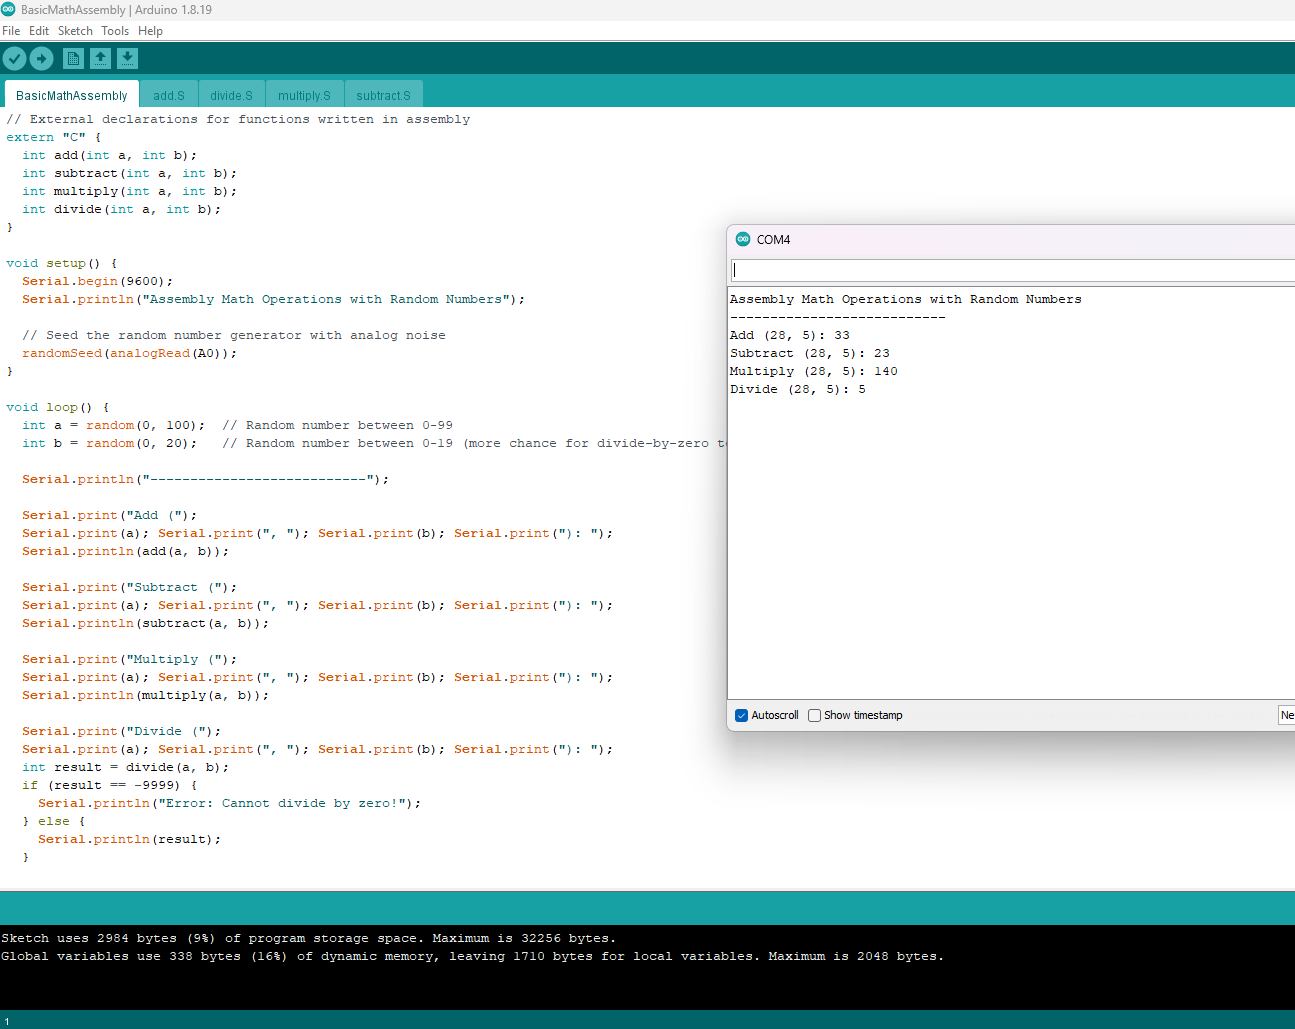 BasicMathAssembly | Arduino 1.8.19
File Edit Sketch Tools Help
BasicMathAssembly add.S divide.S multiply.S subtract.S
// External declarations for functions written in assembly
extern "C" {
  int add(int a, int b);
  int subtract(int a, int b);
  int multiply(int a, int b);
  int divide(int a, int b);
}
void setup() {
  Serial.begin(9600);
  Serial.println("Assembly Math Operations with Random Numbers");
  // Seed the random number generator with analog noise
  randomSeed(analogRead(A0));
}
void loop() {
  int a = random(0, 100);  // Random number between 0-99
  int b = random(0, 20);   // Random number between 0-19 (more chance for divide-by-zero
  Serial.println("---------------------------");
  Serial.print("Add (");
  Serial.print(a); Serial.print(", "); Serial.print(b); Serial.print("): ");
  Serial.println(add(a, b));
  Serial.print("Subtract (");
  Serial.print(a); Serial.print(", "); Serial.print(b); Serial.print("): ");
  Serial.println(subtract(a, b));
  Serial.print("Multiply (");
  Serial.print(a); Serial.print(", "); Serial.print(b); Serial.print("): ");
  Serial.println(multiply(a, b));
  Serial.print("Divide (");
  Serial.print(a); Serial.print(", "); Serial.print(b); Serial.print("): ");
  int result = divide(a, b);
  if (result == -9999) {
    Serial.println("Error: Cannot divide by zero!");
  } else {
    Serial.println(result);
  }
COM4
Assembly Math Operations with Random Numbers
---------------------------
Add (28, 5): 33
Subtract (28, 5): 23
Multiply (28, 5): 140
Divide (28, 5): 5
Autoscroll Show timestamp
Ne
Sketch uses 2984 bytes (9%) of program storage space. Maximum is 32256 bytes.
Global variables use 338 bytes (16%) of dynamic memory, leaving 1710 bytes for local variables. Maximum is 2048 bytes.
1